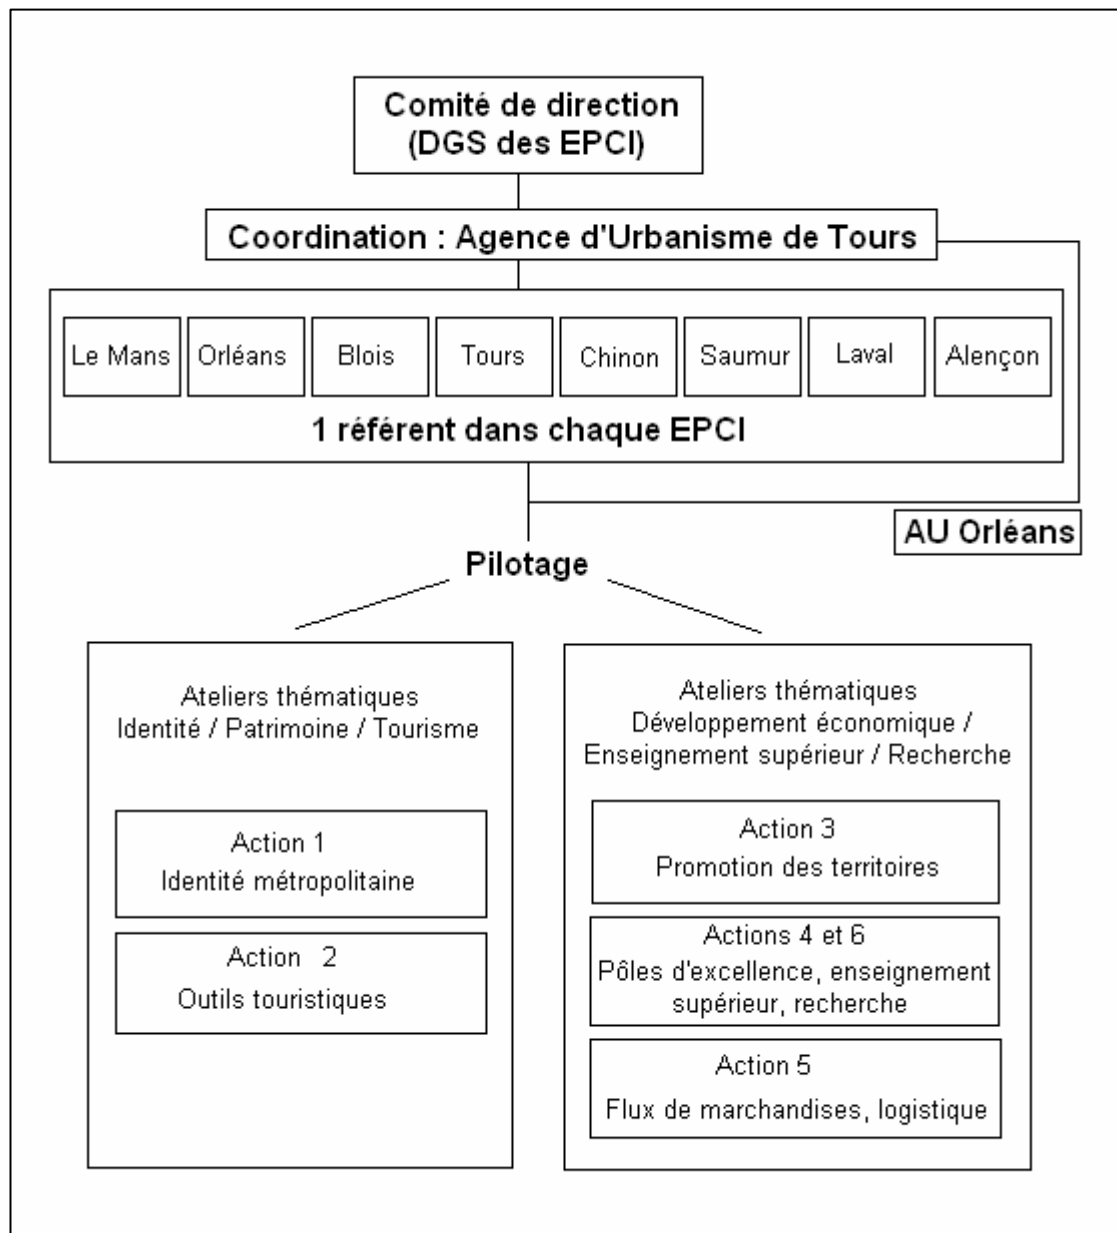 Comité de direction
(DGS des EPCI)
Coordination : Agence d'Urbanisme de Tours
Le Mans
Orléans
Blois
Tours
Chinon
Saumur
Laval
Alençon
1 référent dans chaque EPCI
AU Orléans
Pilotage
Ateliers thématiques
Identité / Patrimoine / Tourisme
Action 1
Identité métropolitaine
Action 2
Outils touristiques
Ateliers thématiques
Développement économique /
Enseignement supérieur / Recherche
Action 3
Promotion des territoires
Actions 4 et 6
Pôles d'excellence, enseignement
supérieur, recherche
Action 5
Flux de marchandises, logistique